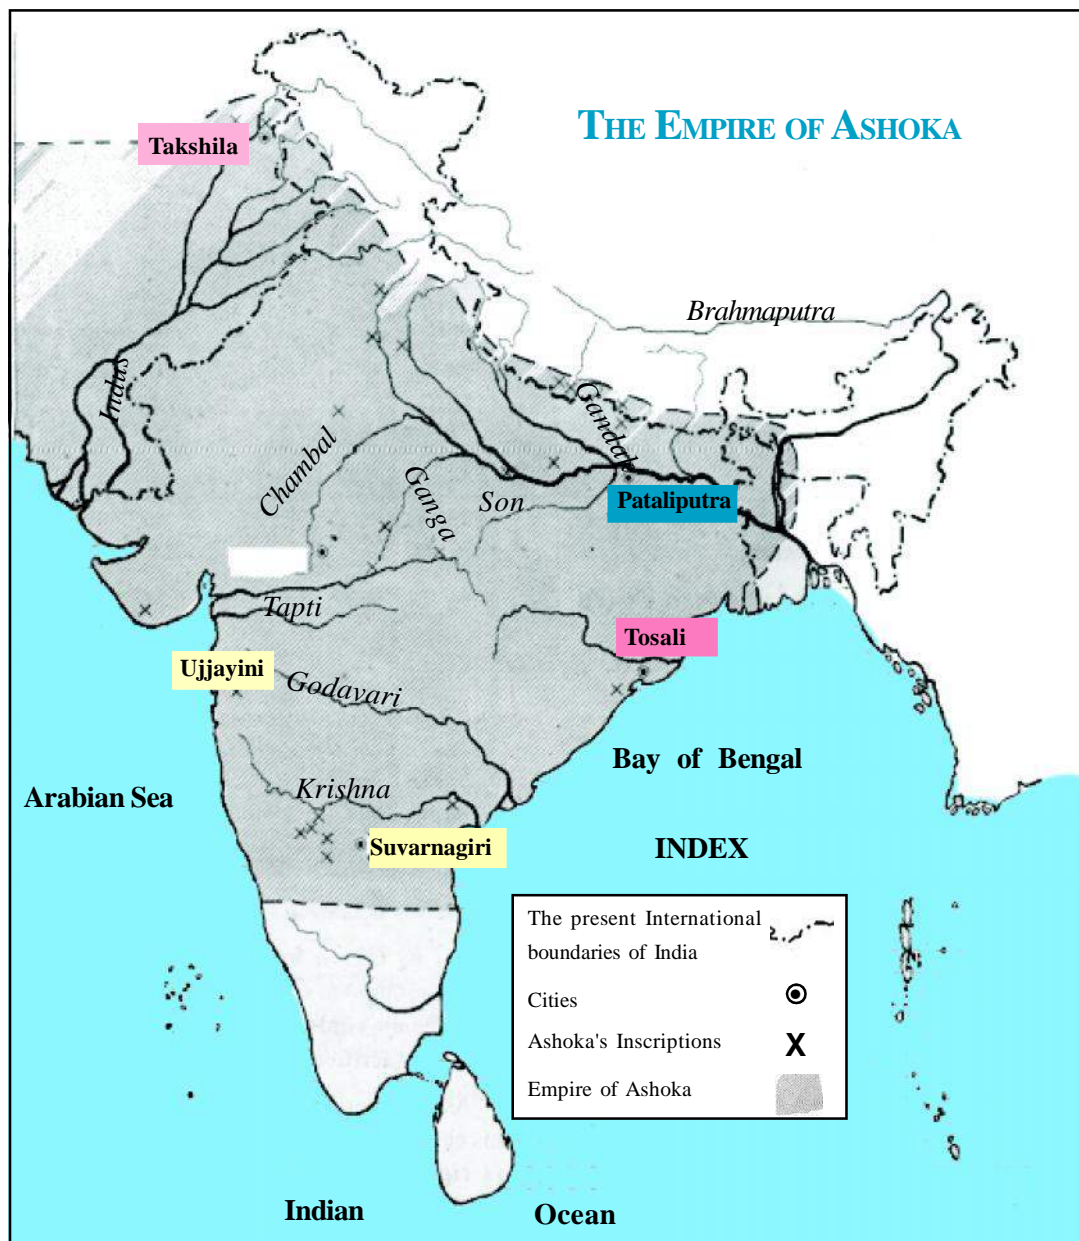 THE EMPIRE OF ASHOKA
Takshila
Brahmaputra
Indus
Gandak
Chambal
Ganga
Son
Pataliputra
Tapti
Tosali
Ujjayini
Godavari
Bay of Bengal
Krishna
Arabian Sea
Suvarnagiri
INDEX
The present International
boundaries of India
Cities
Ashoka's Inscriptions
X
Empire of Ashoka
Indian Ocean